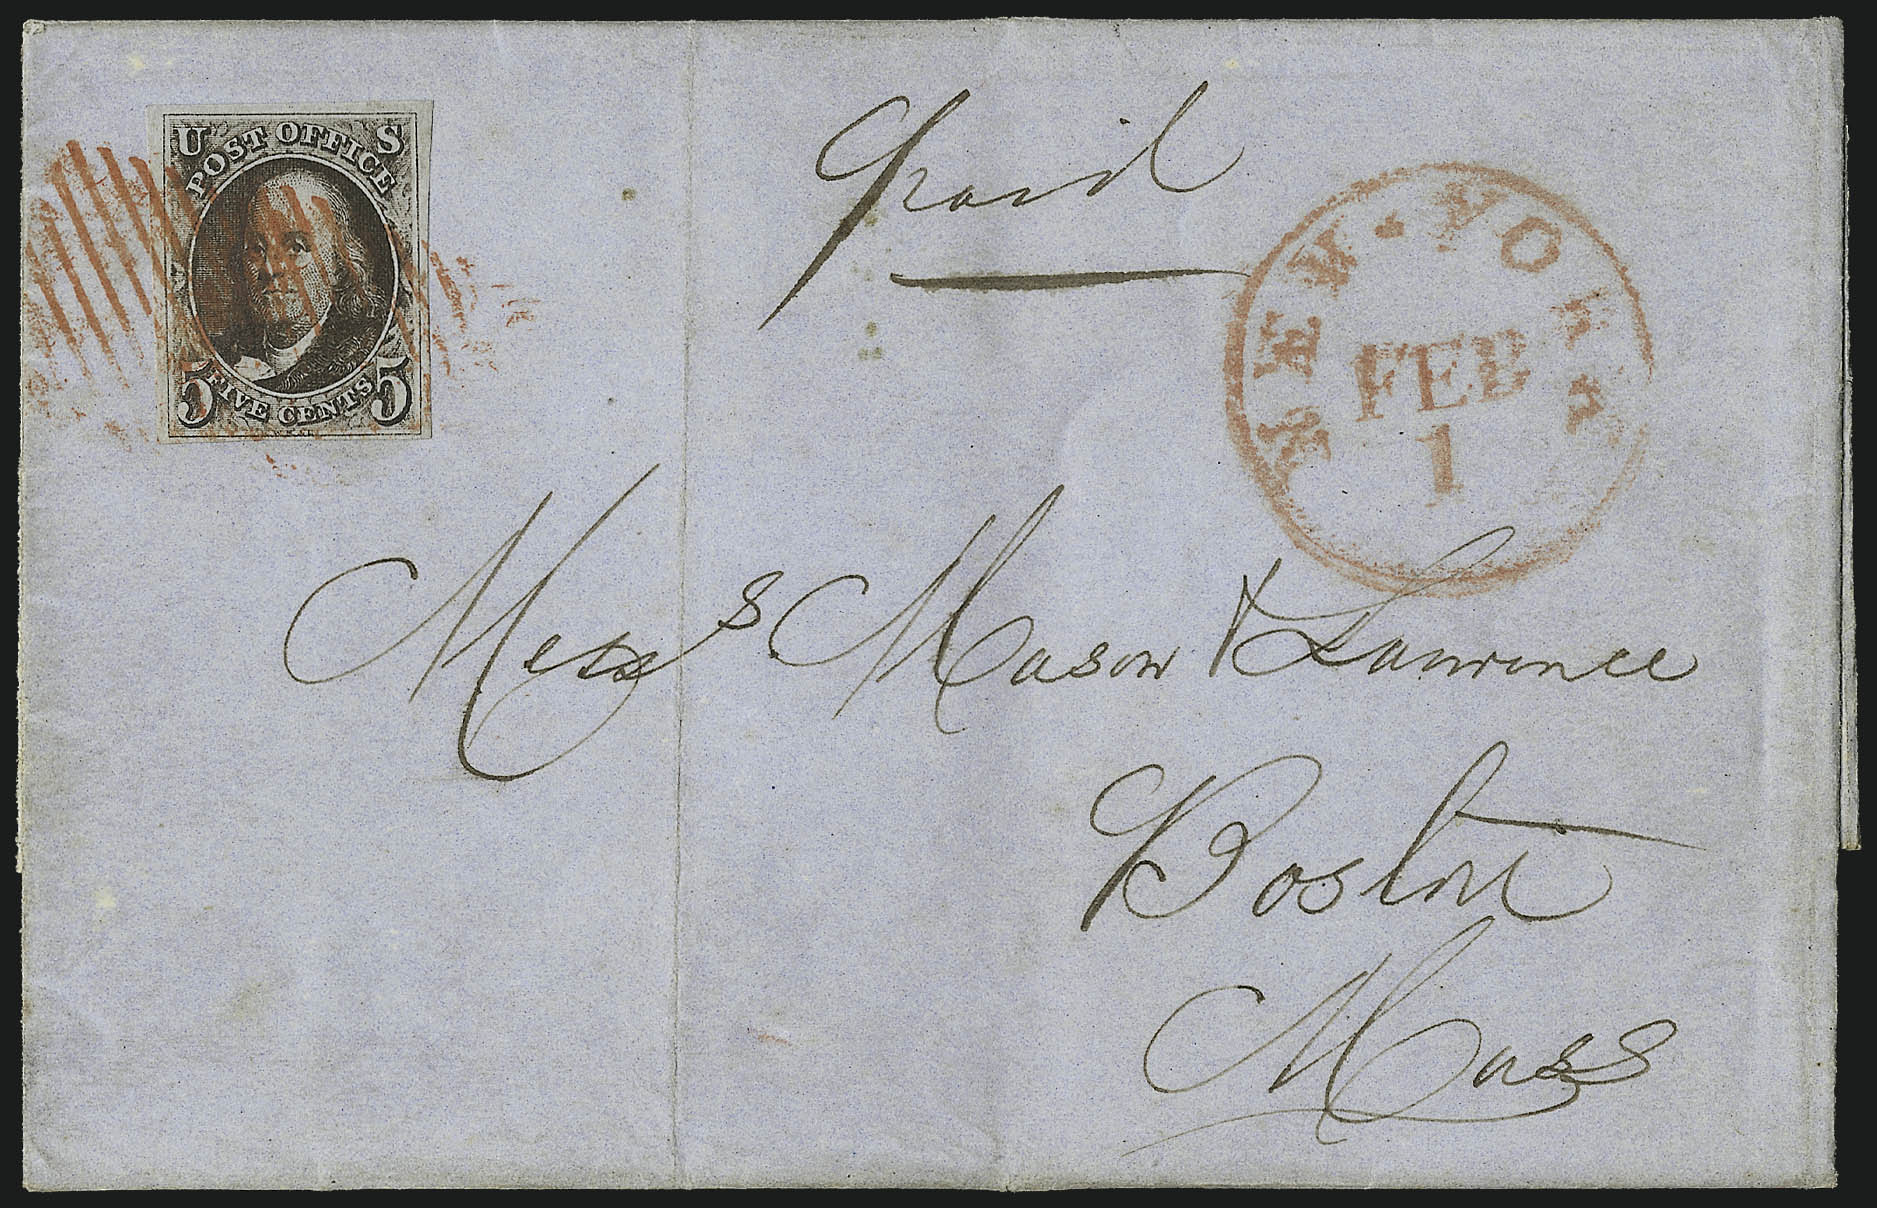 U S
POST OFFICE
5 FIVE CENTS 5
Paid
NEW-YORK
FEB
1
Mess^s Mason & Lawrence
Boston
Mass